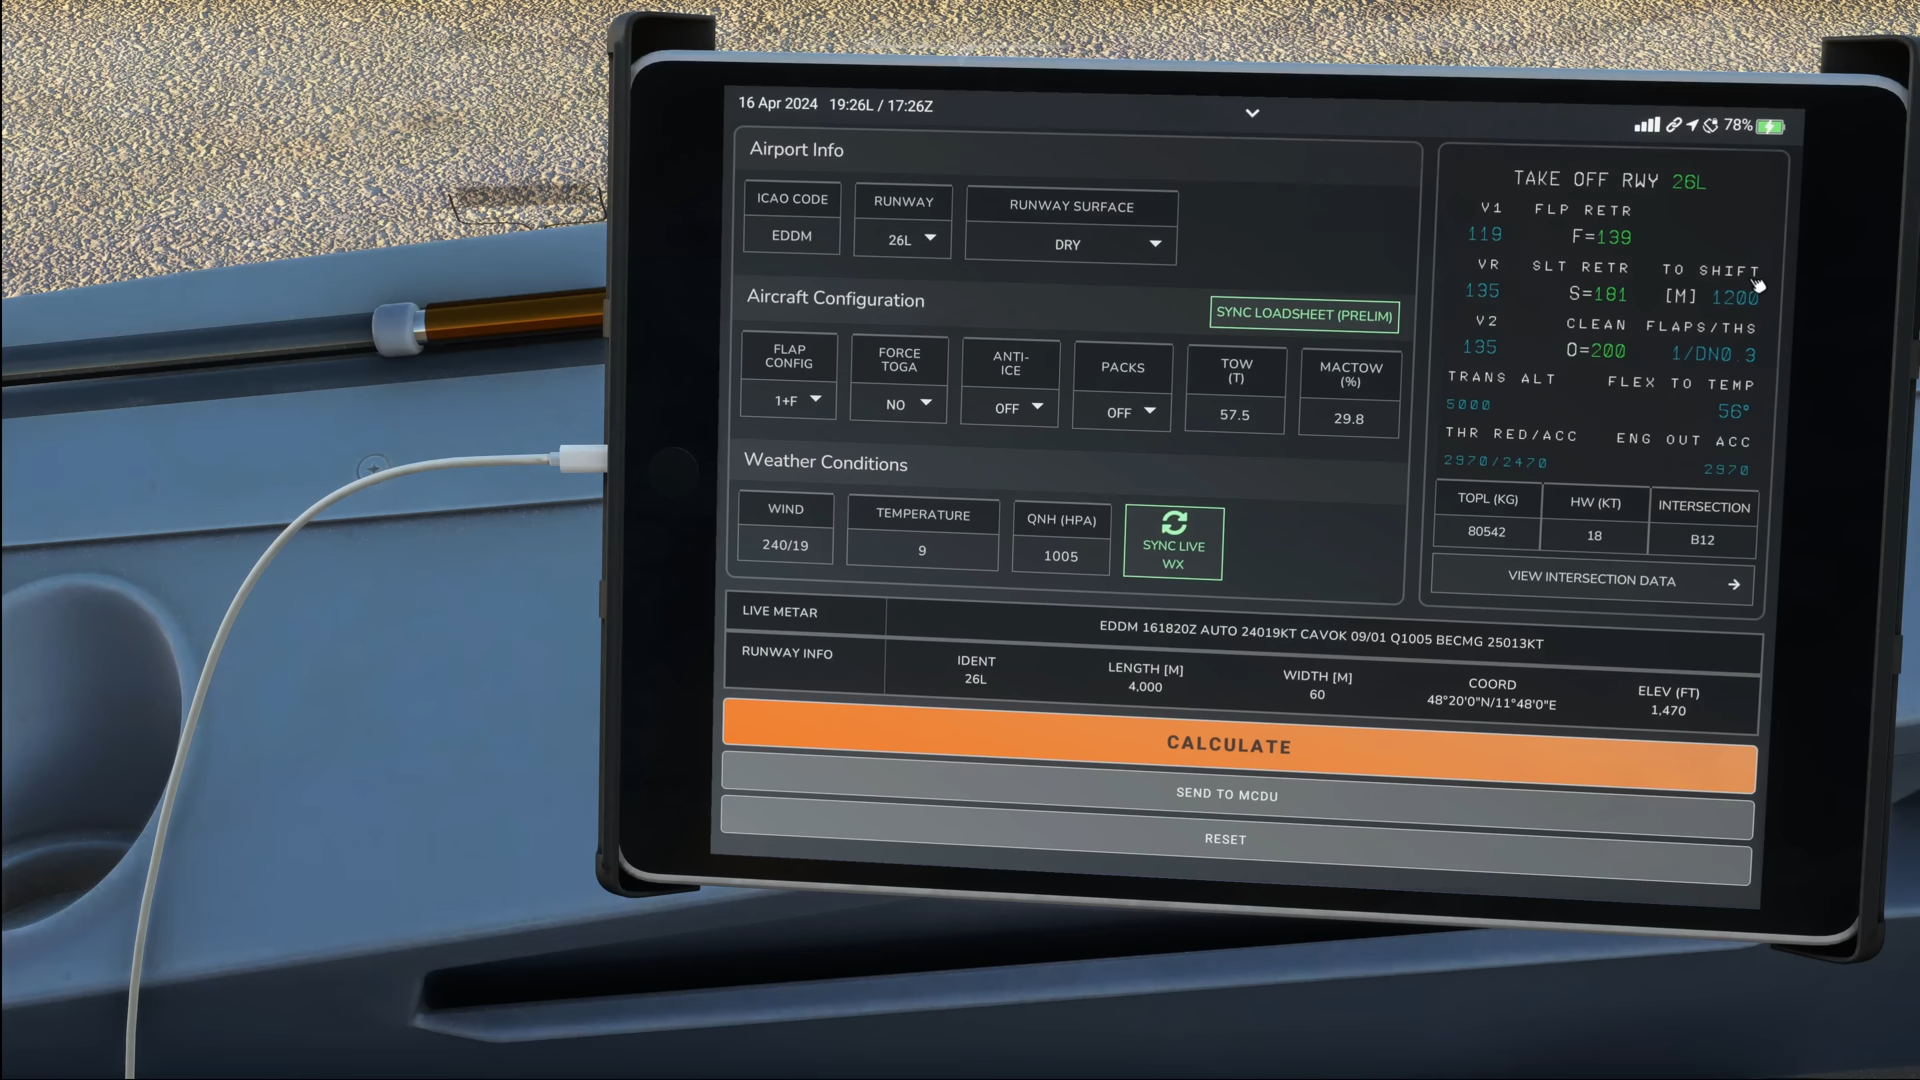 16 Apr 2024 19:26L / 17:26Z
78%
Airport Info
ICAO CODE
EDDM
RUNWAY
26L
RUNWAY SURFACE
DRY
Aircraft Configuration
SYNC LOADSHEET (PRELIM)
FLAP
CONFIG
1+F
FORCE
TOGA
NO
ANTI-
ICE
OFF
PACKS
OFF
TOW
(T)
57.5
MACTOW
(%)
29.8
Weather Conditions
WIND
240/19
TEMPERATURE
9
QNH (HPA)
1005
SYNC LIVE
WX
TAKE OFF RWY 26L
V1 FLP RETR
119 F=139
VR SLT RETR TO SHIFT
135 S=181 [M] 1200
V2 CLEAN FLAPS/THS
135 O=200 1/DN0.3
TRANS ALT FLEX TO TEMP
5000 56°
THR RED/ACC ENG OUT ACC
2970/2470 2970
TOPL (KG)
80542
HW (KT)
18
INTERSECTION
B12
VIEW INTERSECTION DATA
LIVE METAR
EDDM 161820Z AUTO 24019KT CAVOK 09/01 Q1005 BECMG 25013KT
RUNWAY INFO
IDENT
26L
LENGTH [M]
4,000
WIDTH [M]
60
COORD
48°20'0"N/11°48'0"E
ELEV (FT)
1,470
CALCULATE
SEND TO MCDU
RESET